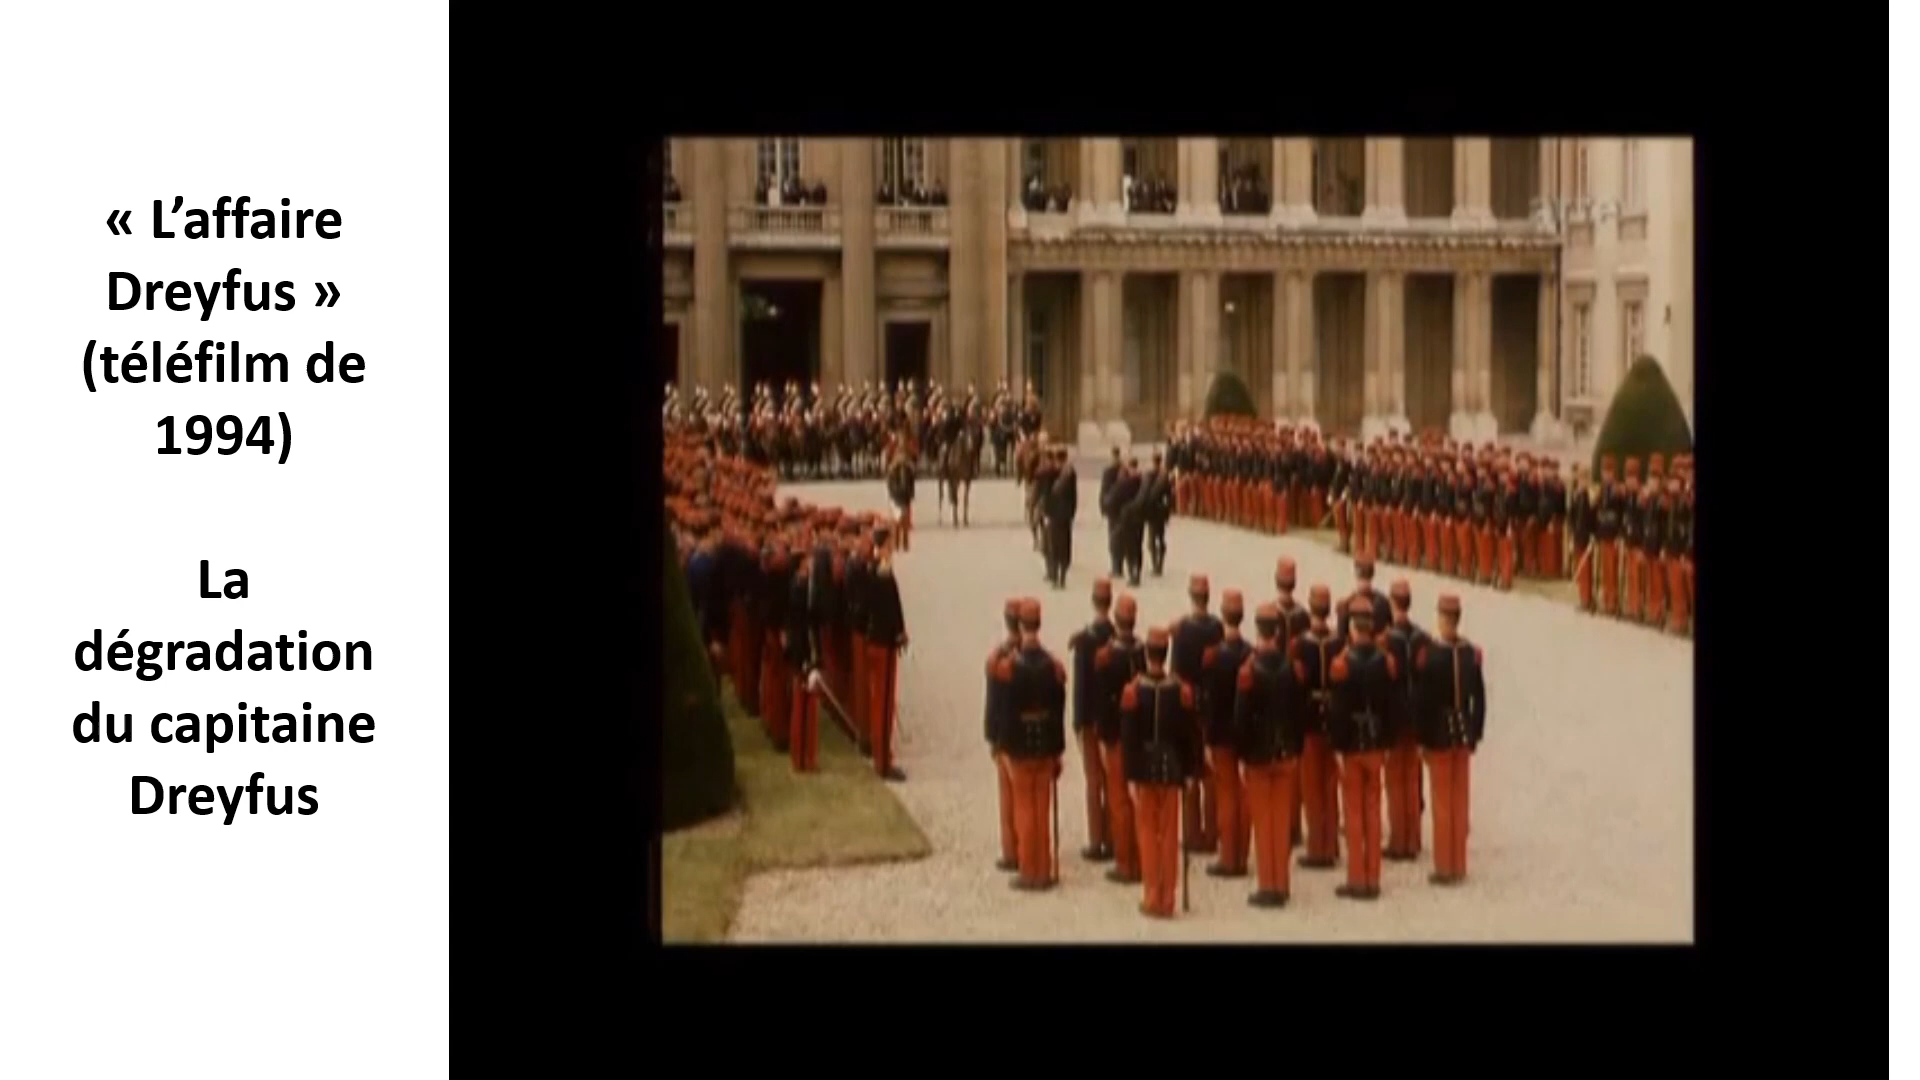 « L’affaire
Dreyfus »
(téléfilm de
1994)
La
dégradation
du capitaine
Dreyfus